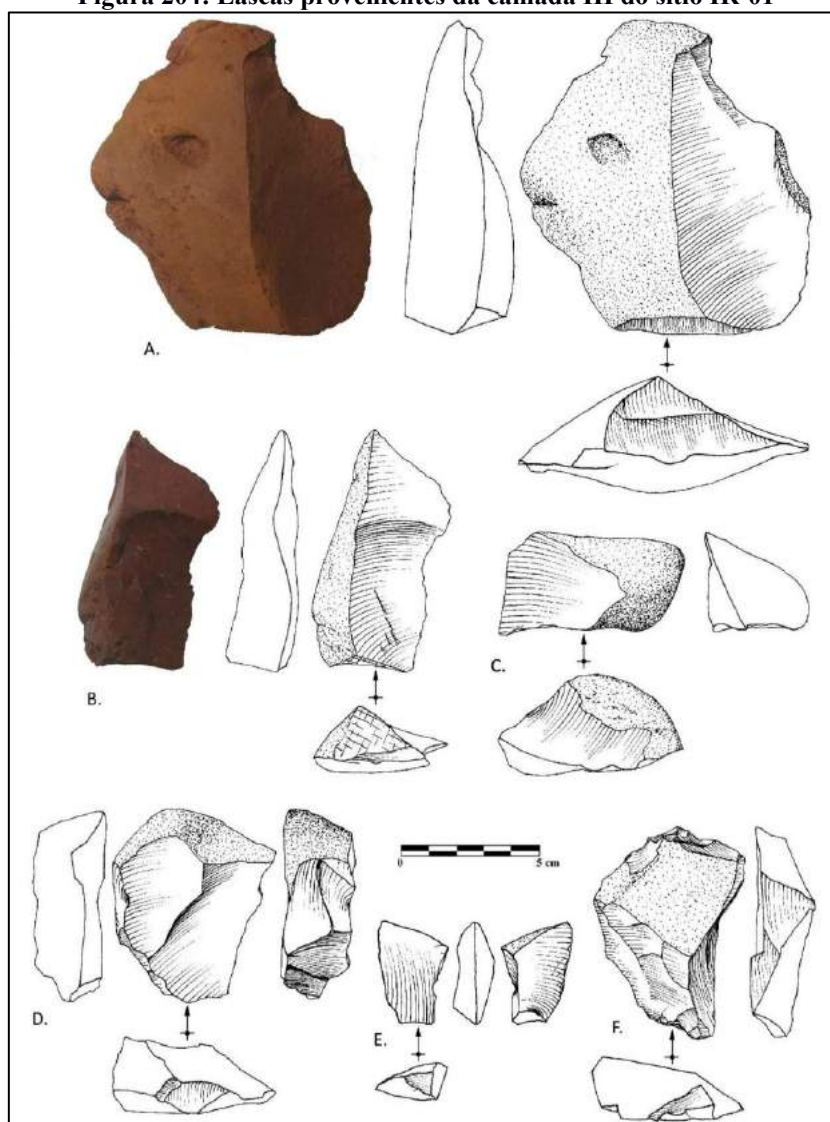 Figura 204: Lascas provenientes da camada III do sítio IR-01
A.
B.
C.
0 5 cm
D.
E.
F.